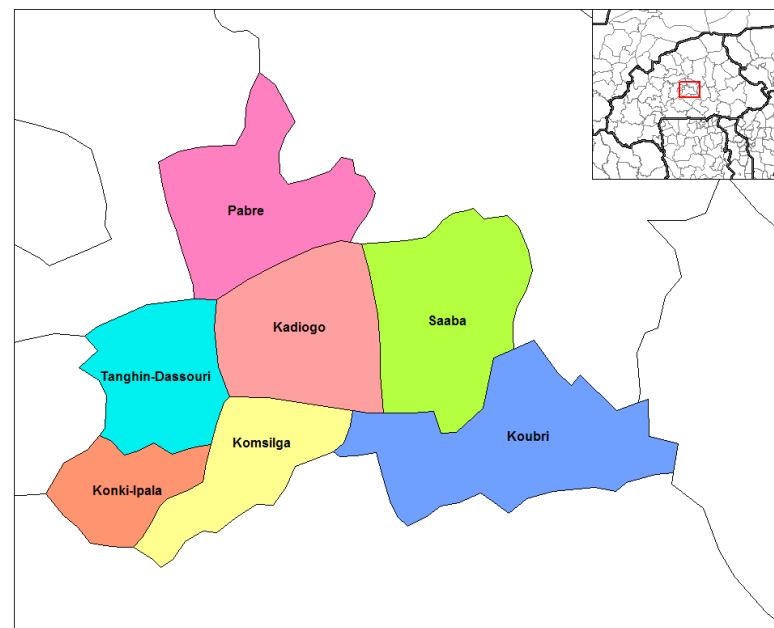 Pabre
Kadiogo
Saaba
Tanghin-Dassouri
Komsilga
Koubri
Konki-Ipala